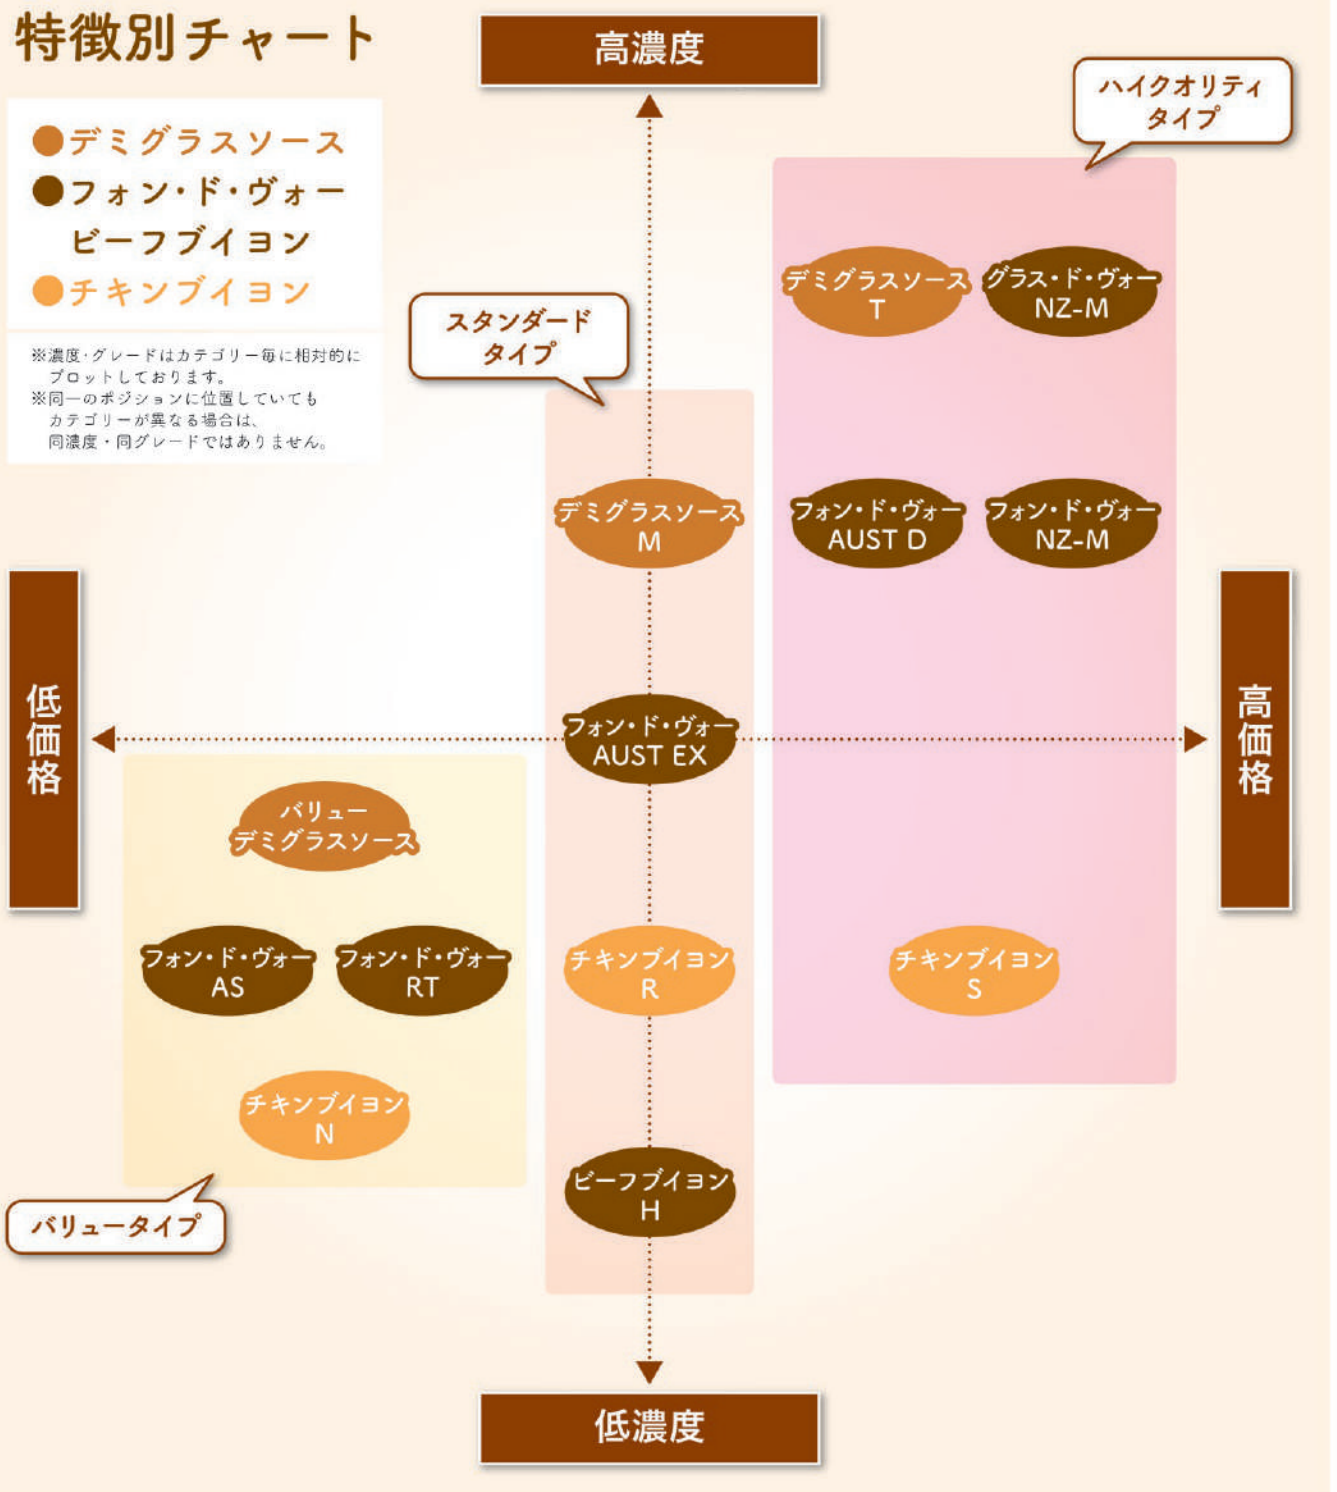 特徴別チャート
高濃度
ハイクオリティ
タイプ
●デミグラスソース
●フォン・ド・ヴォー
ビーフブイヨン
●チキンブイヨン
※濃度・グレードはカテゴリー毎に相対的に
プロットしております。
※同一のポジションに位置していても
カテゴリーが異なる場合は、
同濃度・同グレードではありません。
スタンダード
タイプ
デミグラスソース
T
グラス・ド・ヴォー
NZ-M
デミグラスソース
M
フォン・ド・ヴォー
AUST D
フォン・ド・ヴォー
NZ-M
低価格
フォン・ド・ヴォー
AUST EX
高価格
バリュー
デミグラスソース
フォン・ド・ヴォー
AS
フォン・ド・ヴォー
RT
チキンブイヨン
R
チキンブイヨン
S
チキンブイヨン
N
ビーフブイヨン
H
バリュータイプ
低濃度